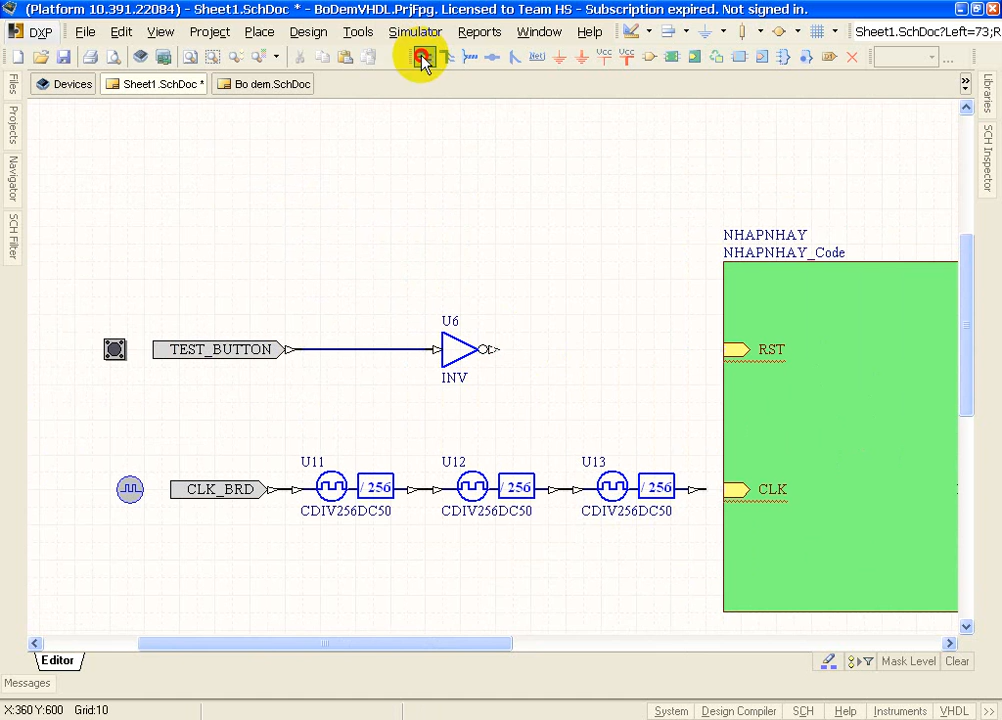 (Platform 10.391.22084) - Sheet1.SchDoc * - BoDemVHDL.PrjFpg. Licensed to Team HS - Subscription expired. Not signed in.
DXP File Edit View Project Place Design Tools Simulator Reports Window Help Sheet1.SchDoc?Left=73;R
Net1 Vcc Vcc ...
Devices Sheet1.SchDoc * Bo dem.SchDoc
Files
Projects
Navigator
SCH Filter
Libraries
SCH Inspector
NHAPNHAY
NHAPNHAY_Code
U6
TEST_BUTTON
RST
INV
U11 U12 U13
CLK_BRD / 256 / 256 / 256 CLK
CDIV256DC50 CDIV256DC50 CDIV256DC50
Editor
Mask Level Clear
Messages
X:360 Y:600 Grid:10
System Design Compiler SCH Help Instruments VHDL >>